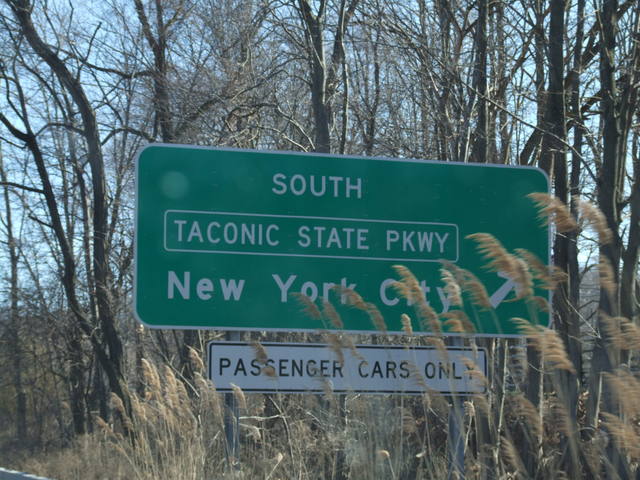 SOUTH
TACONIC STATE PKWY
New York City
PASSENGER CARS ONLY